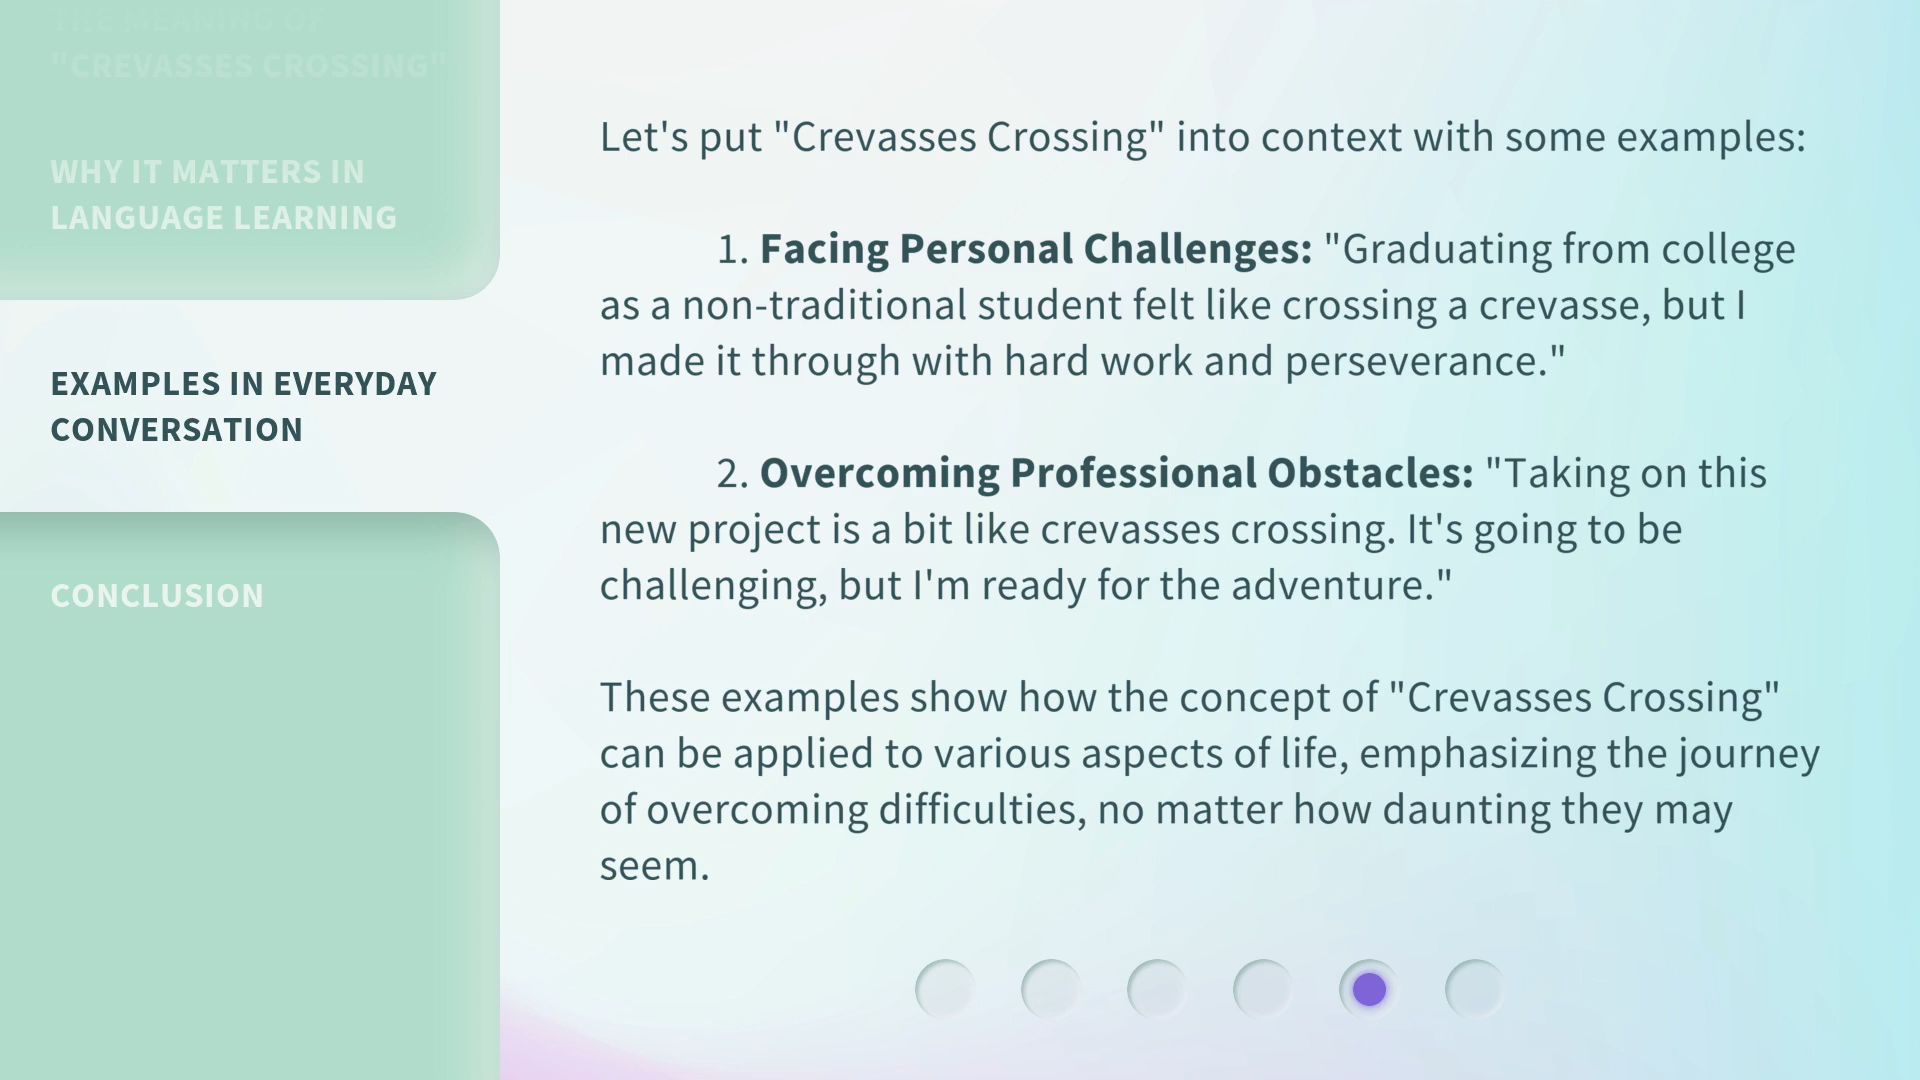 THE MEANING OF
"CREVASSES CROSSING"
WHY IT MATTERS IN
LANGUAGE LEARNING
EXAMPLES IN EVERYDAY
CONVERSATION
CONCLUSION
Let's put "Crevasses Crossing" into context with some examples:
1. Facing Personal Challenges: "Graduating from college
as a non-traditional student felt like crossing a crevasse, but I
made it through with hard work and perseverance."
2. Overcoming Professional Obstacles: "Taking on this
new project is a bit like crevasses crossing. It's going to be
challenging, but I'm ready for the adventure."
These examples show how the concept of "Crevasses Crossing"
can be applied to various aspects of life, emphasizing the journey
of overcoming difficulties, no matter how daunting they may
seem.